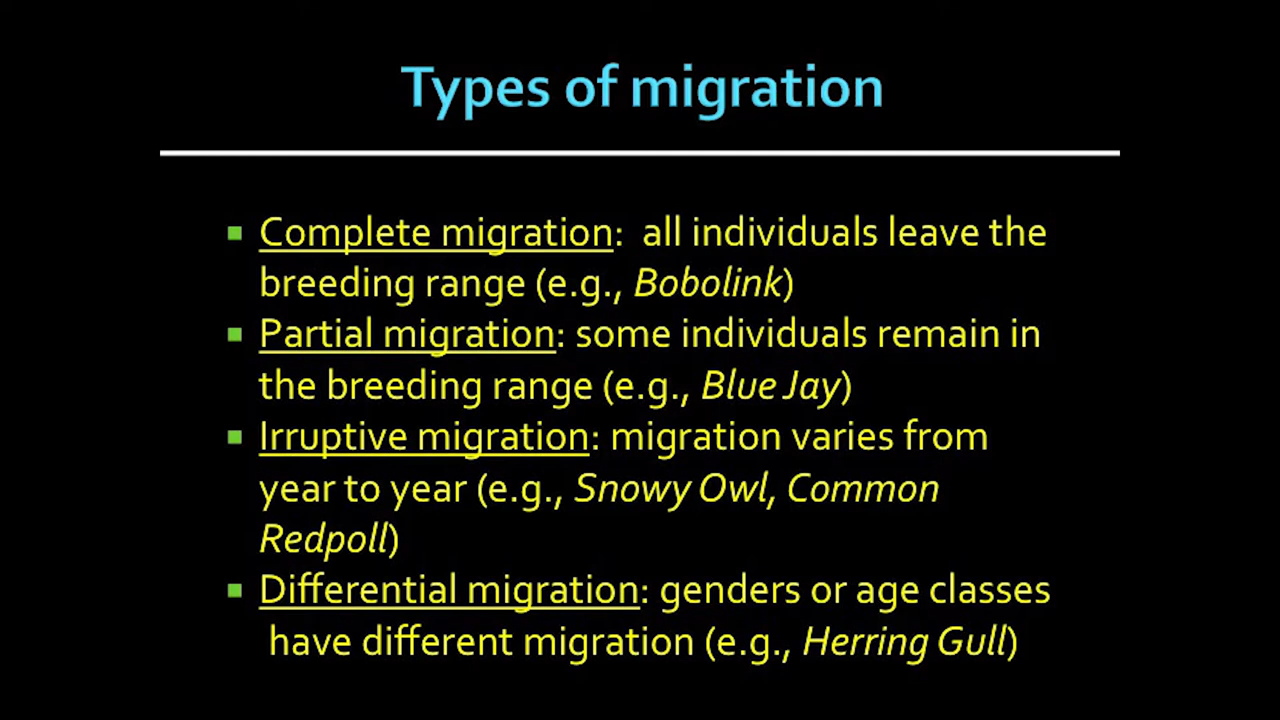 Types of migration
▪ Complete migration:  all individuals leave the
breeding range (e.g., Bobolink)
▪ Partial migration: some individuals remain in
the breeding range (e.g., Blue Jay)
▪ Irruptive migration: migration varies from
year to year (e.g., Snowy Owl, Common
Redpoll)
▪ Differential migration: genders or age classes
have different migration (e.g., Herring Gull)